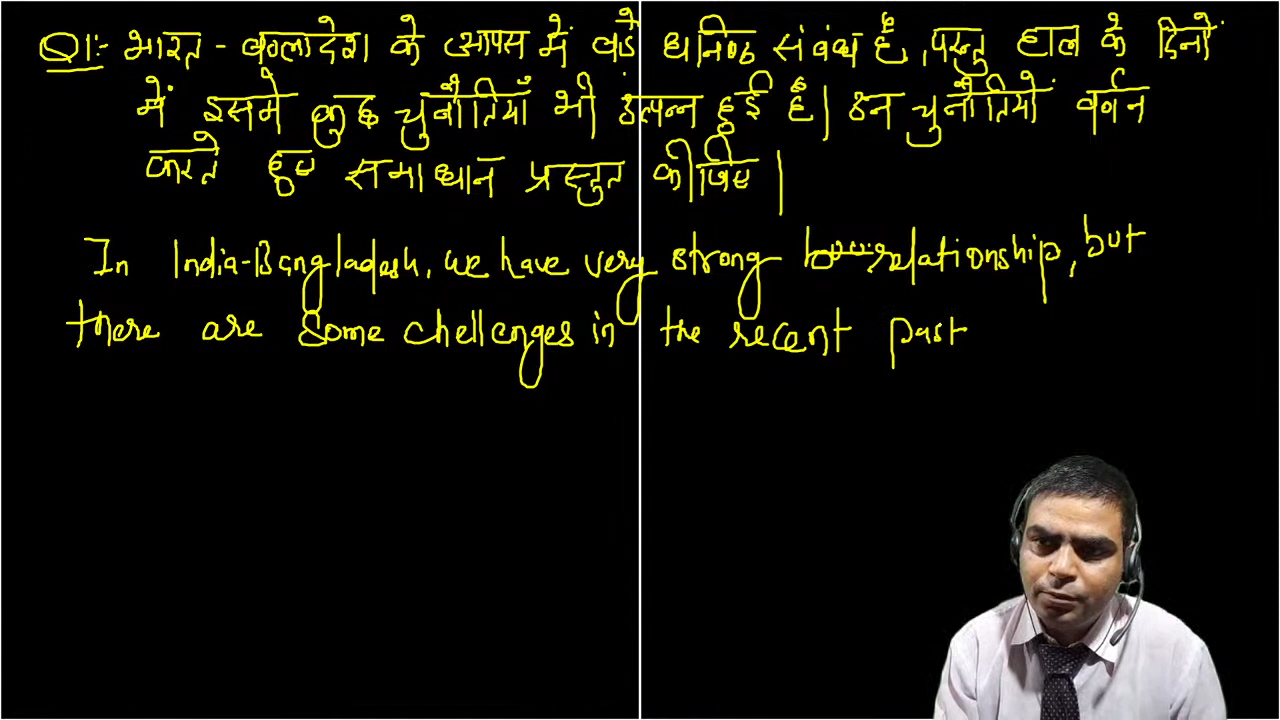 Q1:- भारत - बंग्लादेश के आपस में बडे घनिष्ठ संबंध हैं, परन्तु हाल के दिनों
में इसमे कुछ चुनौतियाँ भी उत्पन्न हुई हैं। उन चुनौतियों वर्णन
करते हुए समाधान प्रस्तुत कीजिए।
In India-Bangladesh, we have very strong relationship, but
there are some chellenges in the recent past